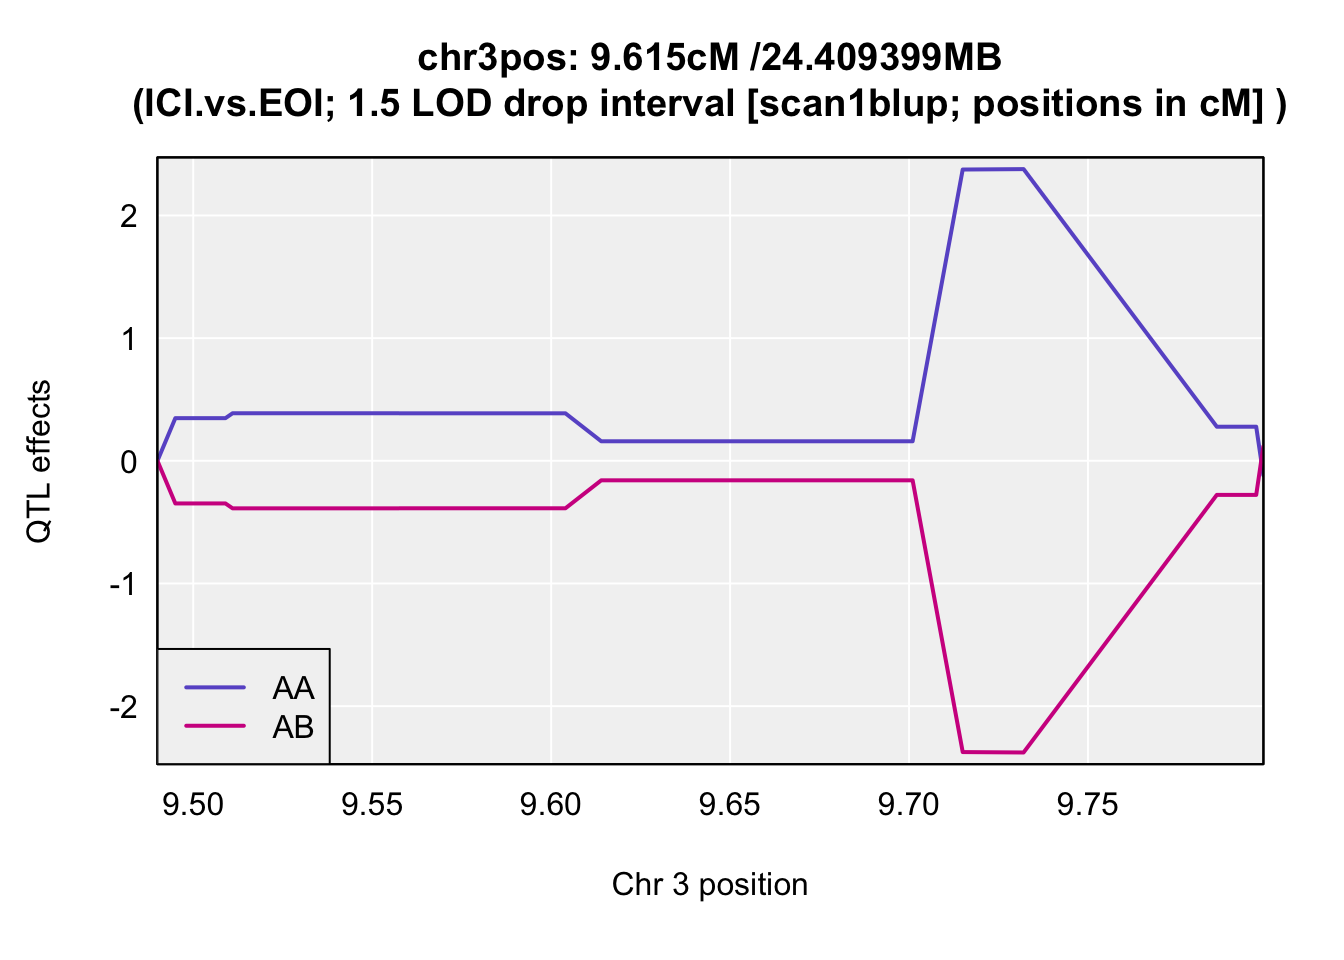 chr3pos: 9.615cM /24.409399MB
(ICI.vs.EOI; 1.5 LOD drop interval [scan1blup; positions in cM] )
QTL effects
2
1
0
-1
-2
AA
AB
9.50 9.55 9.60 9.65 9.70 9.75
Chr 3 position